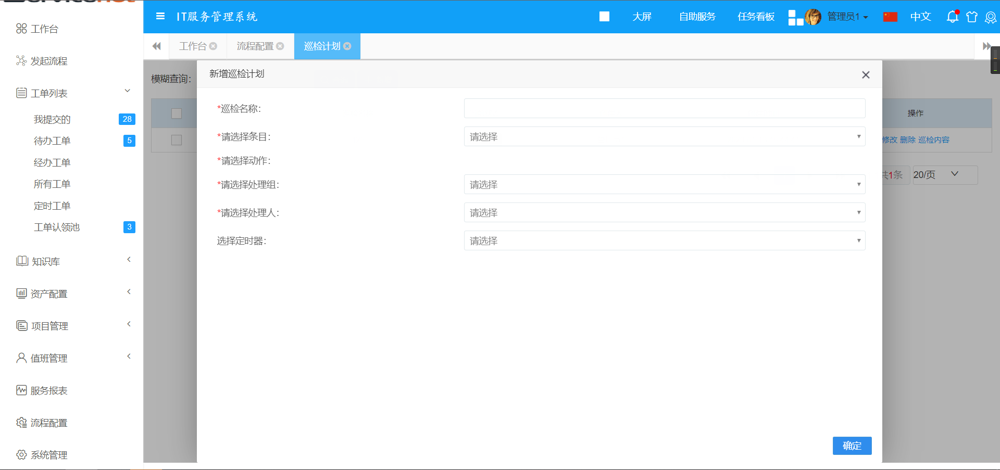 IT服务管理系统
大屏
自助服务
任务看板
管理员1
中文
工作台
流程配置
巡检计划
工作台
发起流程
工单列表
我提交的 28
待办工单 5
经办工单
所有工单
定时工单
工单认领池 3
知识库
资产配置
项目管理
值班管理
服务报表
流程配置
系统管理
模糊查询:
新增巡检计划
*巡检名称:
*请选择条目: 请选择
*请选择动作:
*请选择处理组: 请选择
*请选择处理人: 请选择
选择定时器: 请选择
确定
操作
修改 删除 巡检内容
共1条 20/页